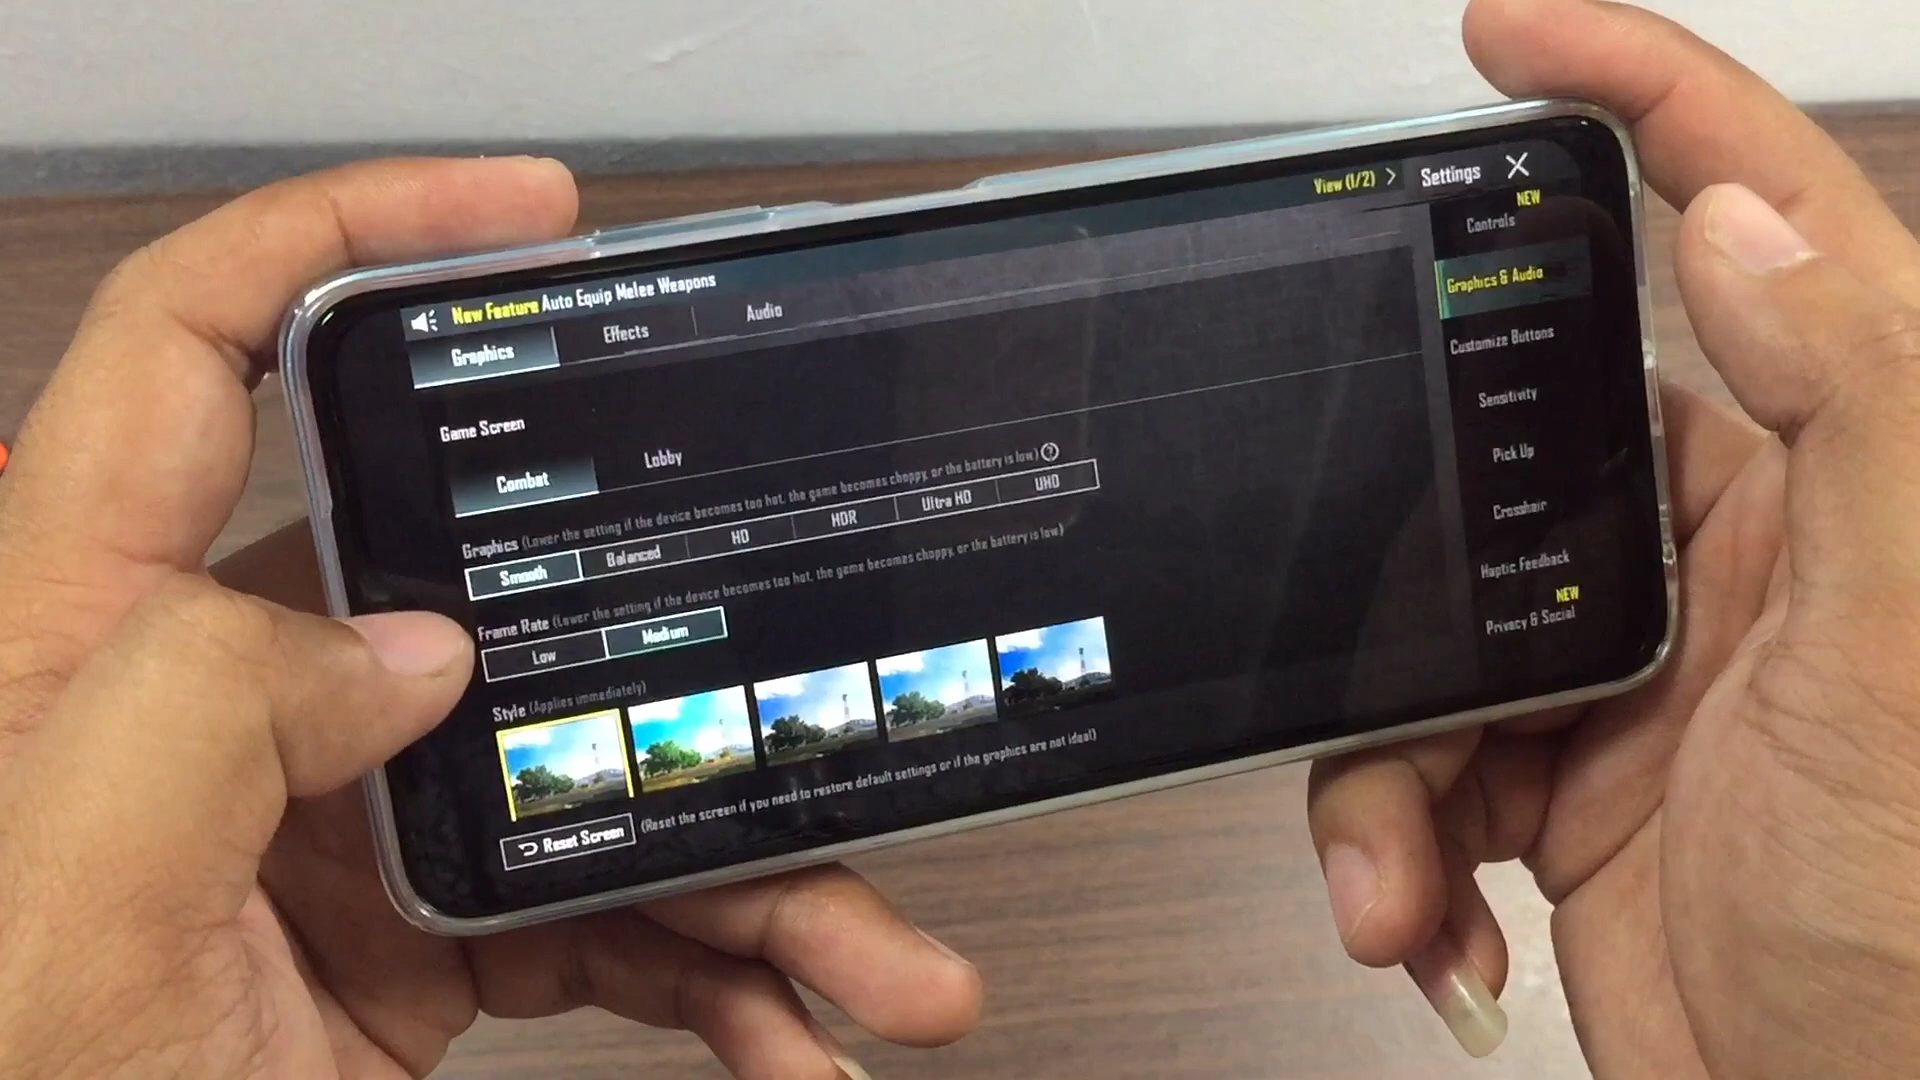 View (1/2) >
Settings
New Feature Auto Equip Melee Weapons
Graphics
Effects
Audio
Game Screen
Combat
Lobby
Graphics (Lower the setting if the device becomes too hot, the game becomes choppy, or the battery is low) ?
Smooth
Balanced
HD
HDR
Ultra HD
UHD
Frame Rate (Lower the setting if the device becomes too hot, the game becomes choppy, or the battery is low)
Low
Medium
Style (Applies immediately)
Reset Screen
(Reset the screen if you need to restore default settings or if the graphics are not ideal)
NEW
Controls
Graphics & Audio
Customize Buttons
Sensitivity
Pick Up
Crosshair
Haptic Feedback
NEW
Privacy & Social